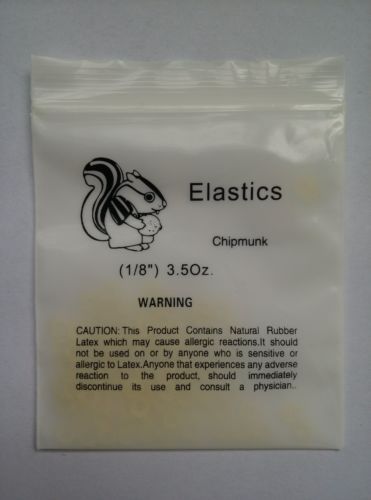 Elastics
Chipmunk
(1/8") 3.5Oz.
WARNING
CAUTION: This Product Contains Natural Rubber
Latex which may cause allergic reactions.It should
not be used on or by anyone who is sensitive or
allergic to Latex.Anyone that experiences any adverse
reaction to the product, should immediately
discontinue its use and consult a physician..